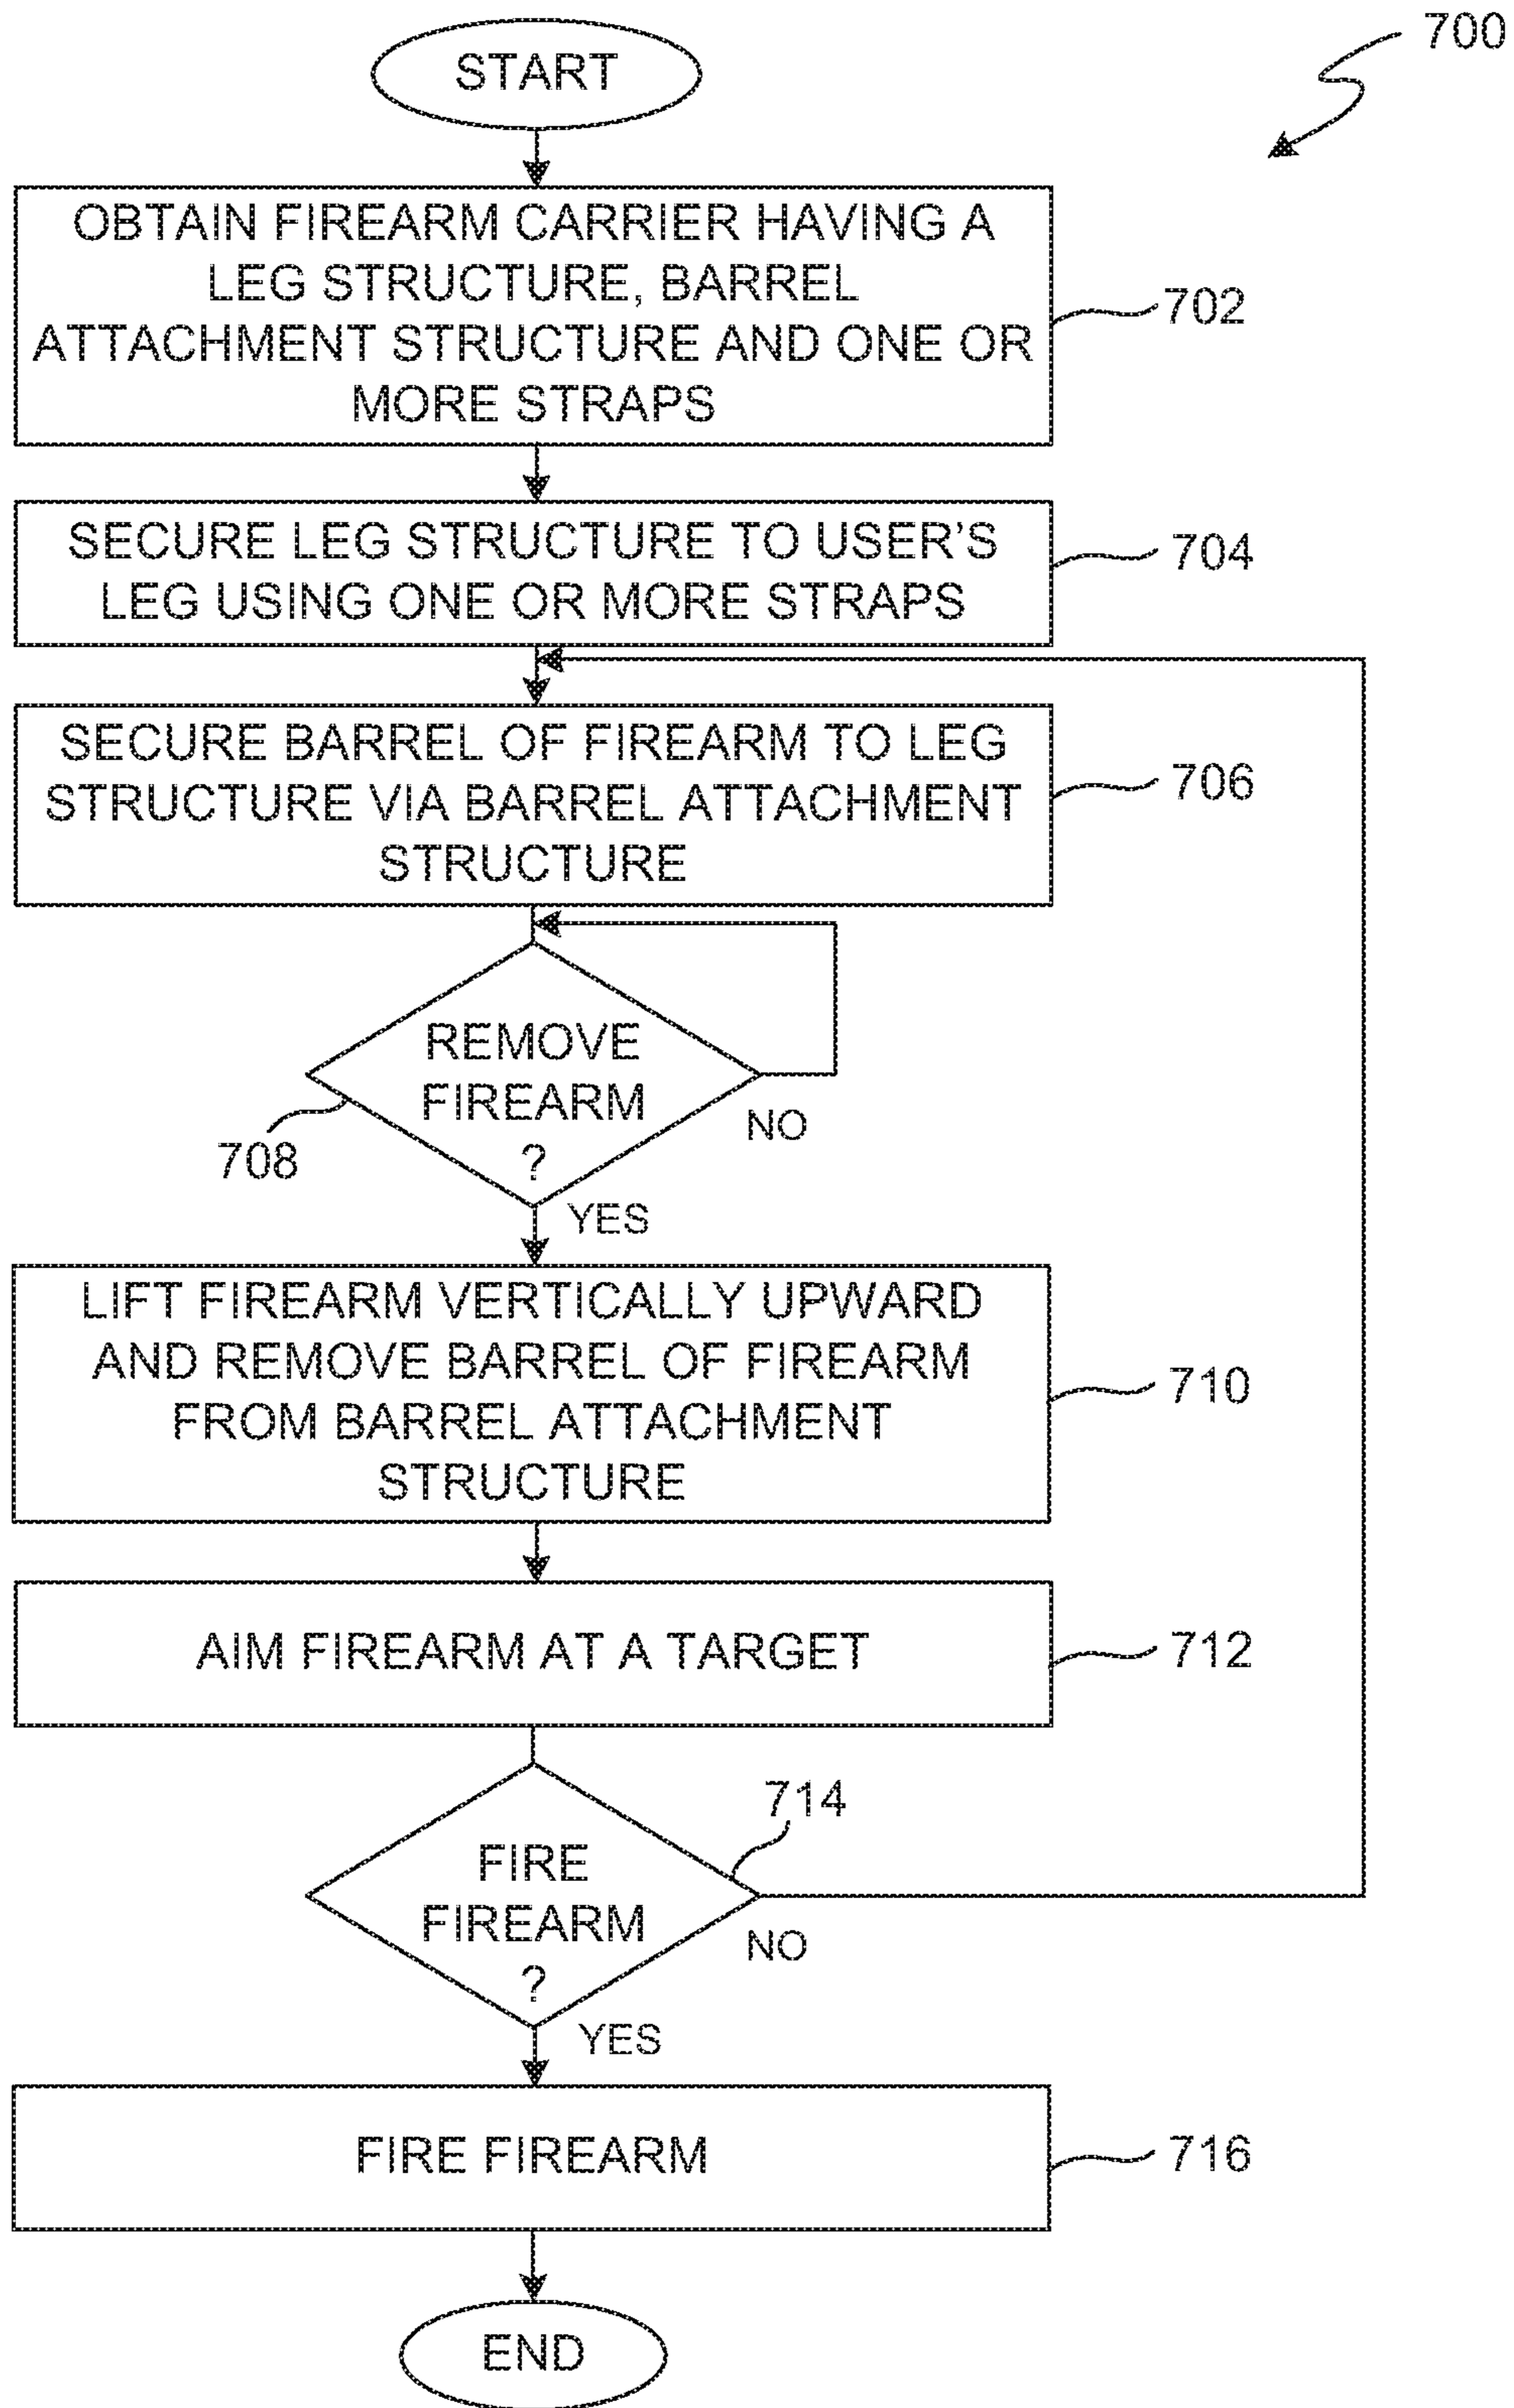 START
700
OBTAIN FIREARM CARRIER HAVING A
LEG STRUCTURE, BARREL
ATTACHMENT STRUCTURE AND ONE OR
MORE STRAPS
702
SECURE LEG STRUCTURE TO USER'S
LEG USING ONE OR MORE STRAPS
704
SECURE BARREL OF FIREARM TO LEG
STRUCTURE VIA BARREL ATTACHMENT
STRUCTURE
706
REMOVE
FIREARM
?
NO
708
YES
LIFT FIREARM VERTICALLY UPWARD
AND REMOVE BARREL OF FIREARM
FROM BARREL ATTACHMENT
STRUCTURE
710
AIM FIREARM AT A TARGET
712
714
FIRE
FIREARM
?
NO
YES
FIRE FIREARM
716
END